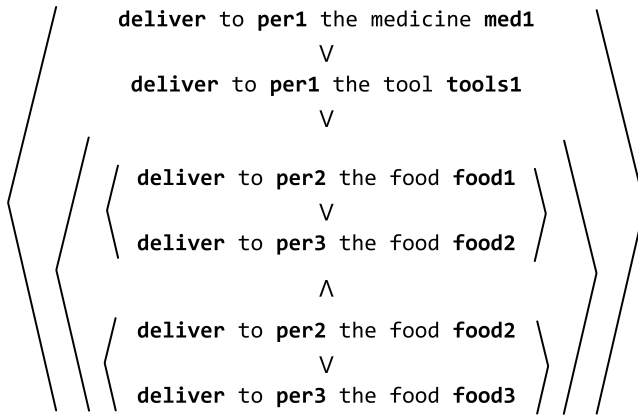 deliver to per1 the medicine med1
∨
deliver to per1 the tool tools1
∨
deliver to per2 the food food1
∨
deliver to per3 the food food2
∧
deliver to per2 the food food2
∨
deliver to per3 the food food3